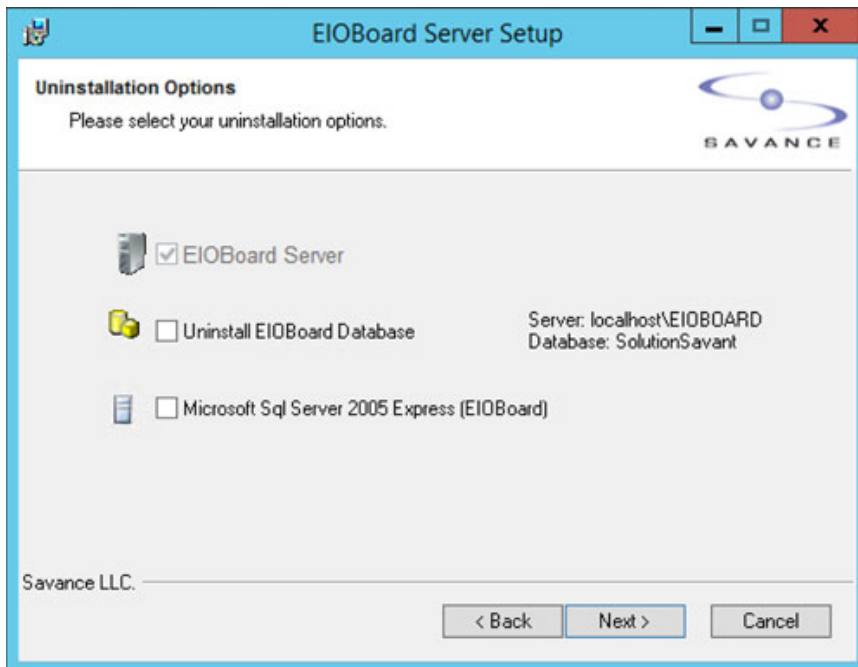 EIOBoard Server Setup
Uninstallation Options
Please select your uninstallation options.
SAVANCE
EIOBoard Server
Uninstall EIOBoard Database
Server: localhost\EIOBOARD
Database: SolutionSavant
Microsoft Sql Server 2005 Express (EIOBoard)
Savance LLC.
< Back Next > Cancel